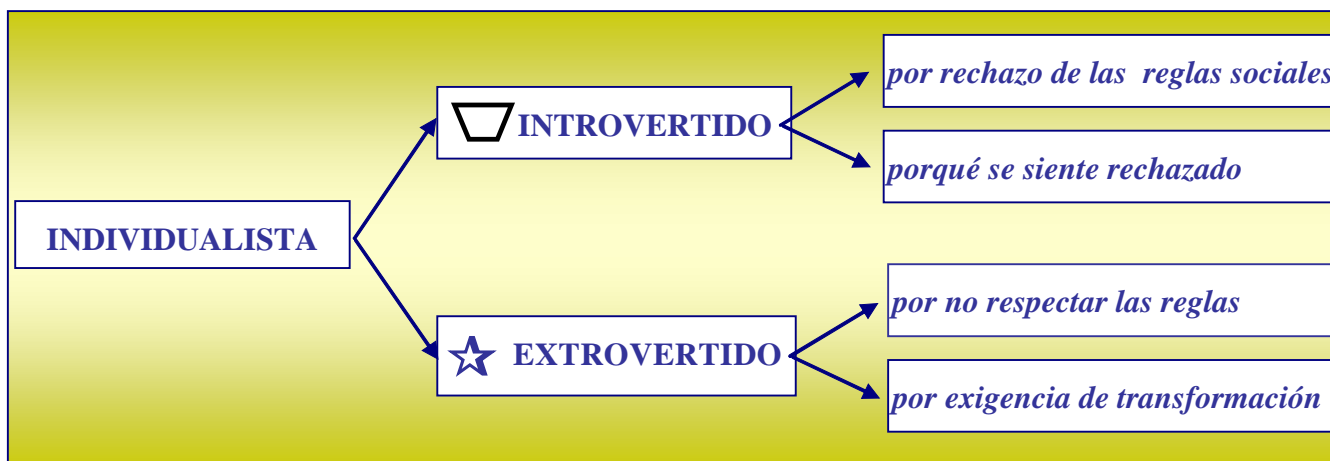 por rechazo de las reglas sociales
INTROVERTIDO
porqué se siente rechazado
INDIVIDUALISTA
por no respectar las reglas
EXTROVERTIDO
por exigencia de transformación